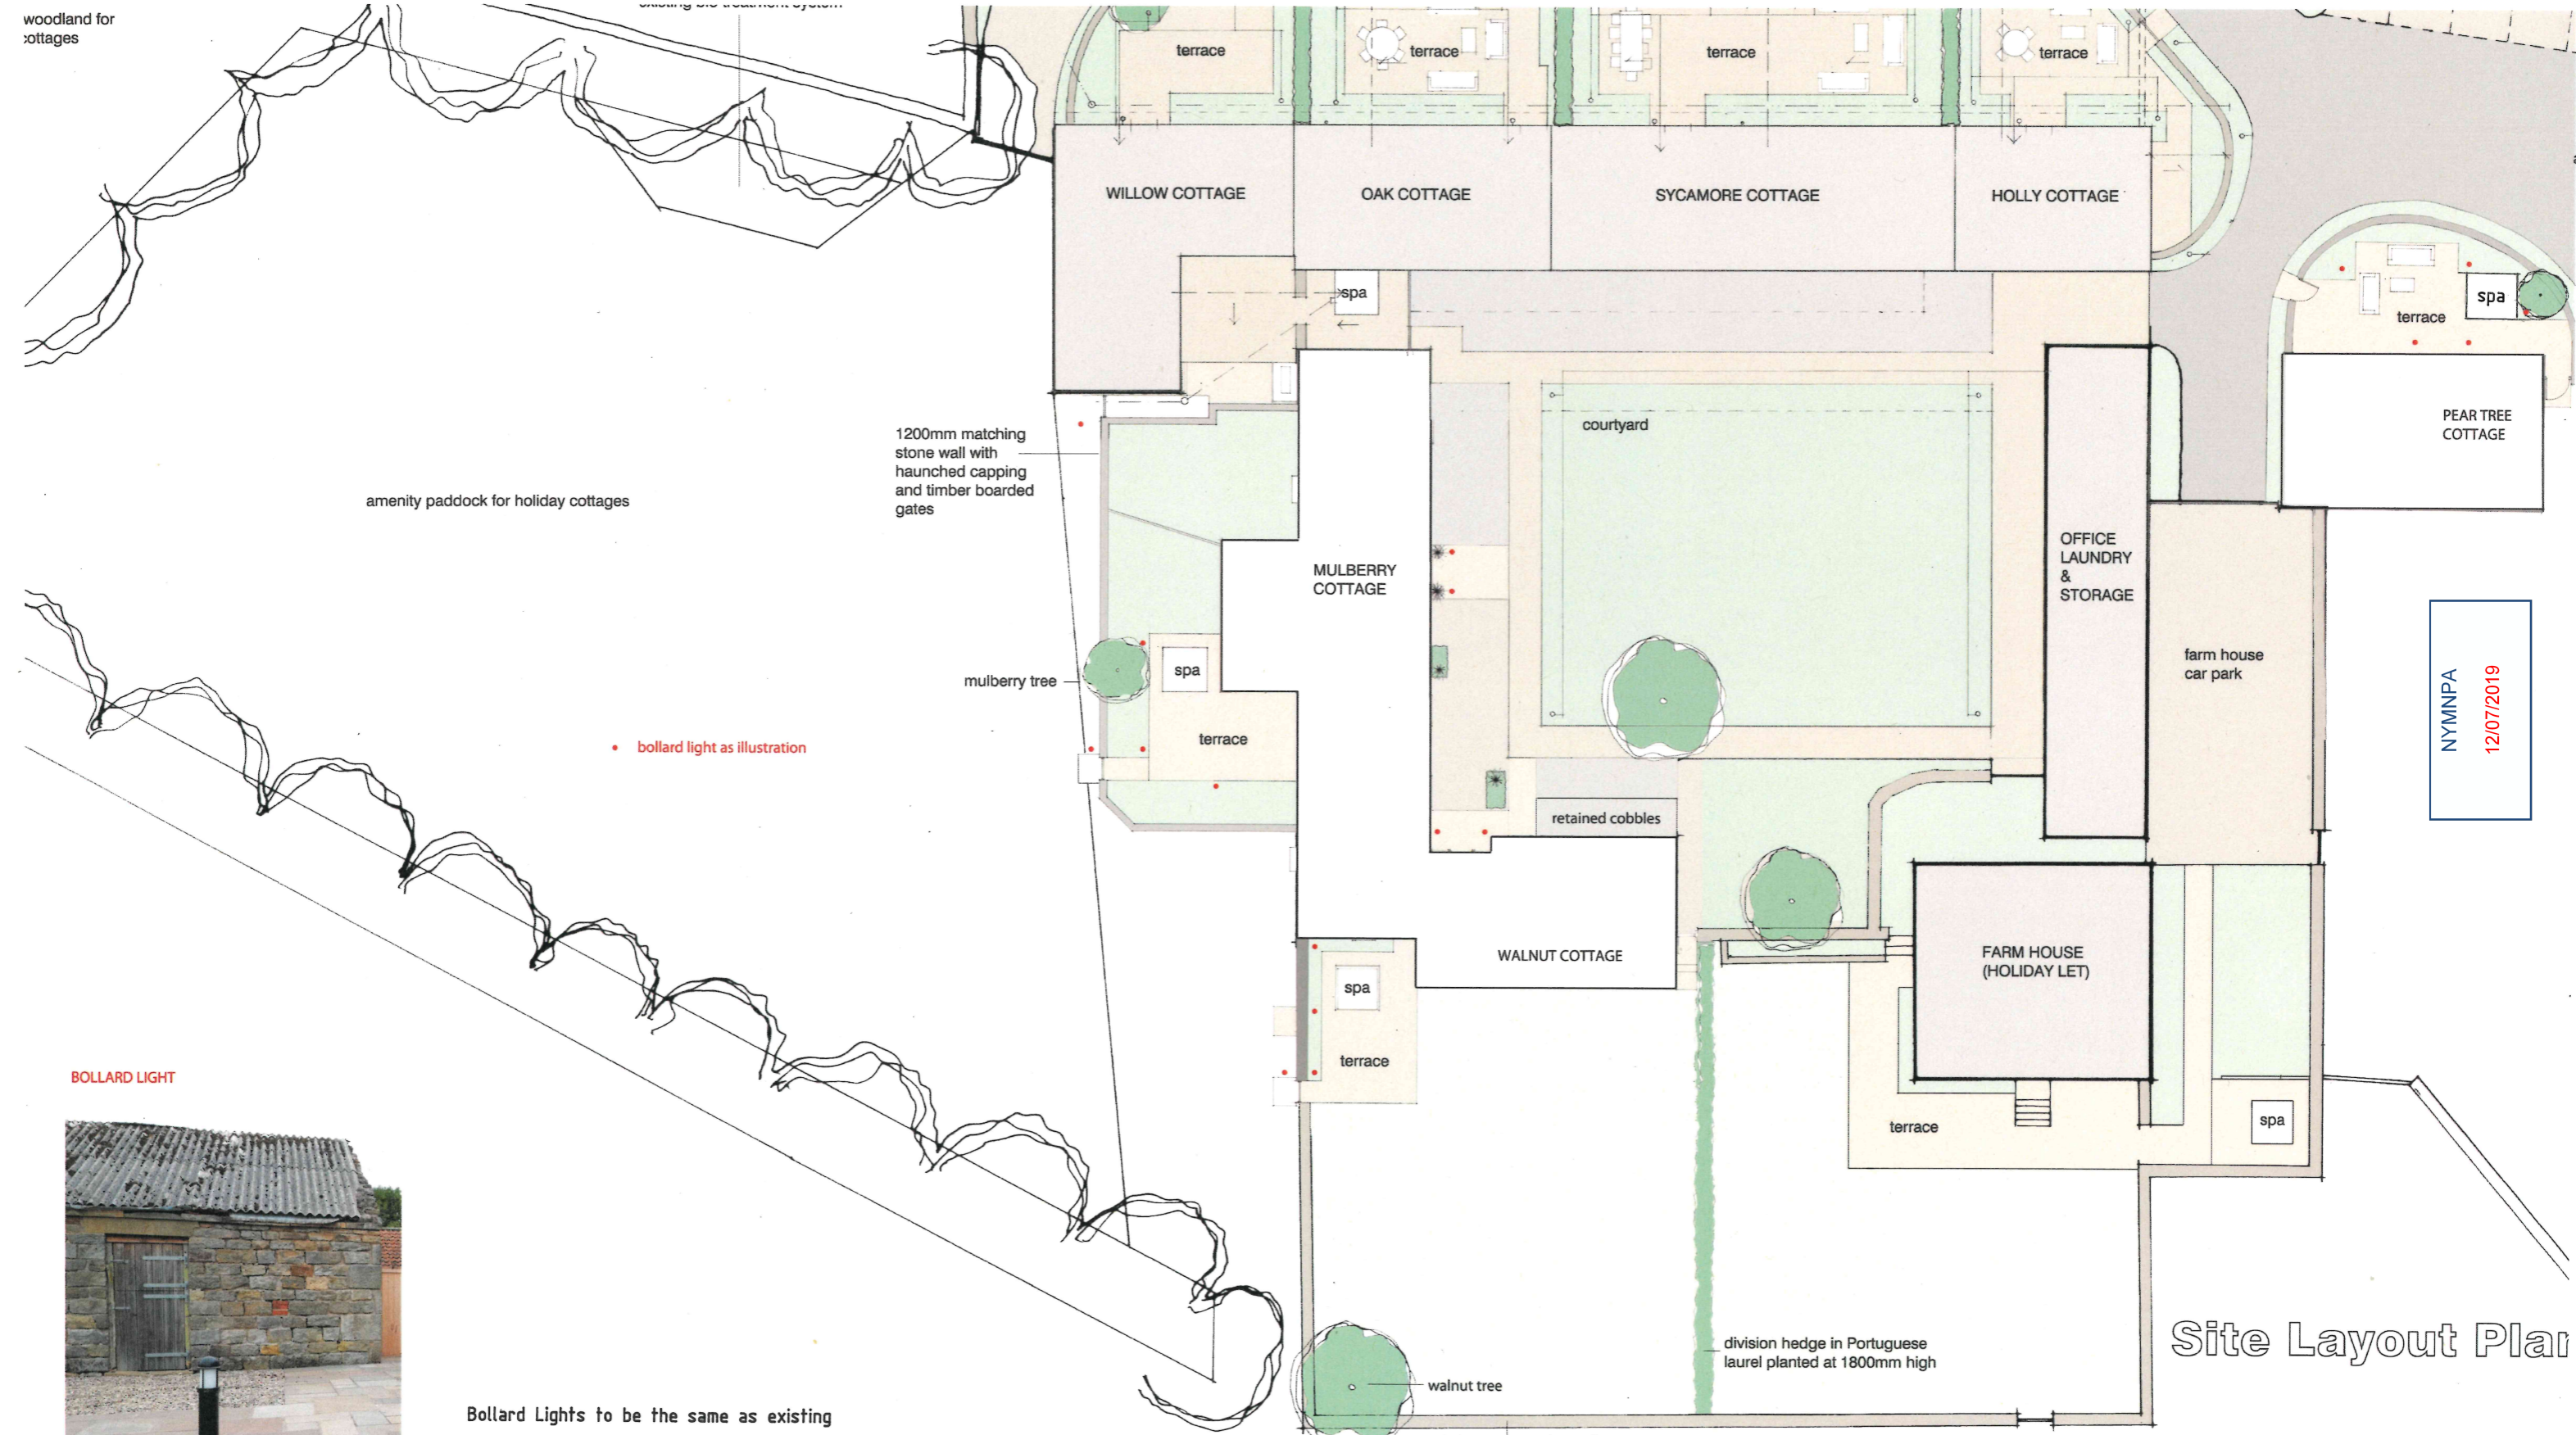 woodland for
cottages
existing bio treatment system
terrace
terrace
terrace
terrace
WILLOW COTTAGE
OAK COTTAGE
SYCAMORE COTTAGE
HOLLY COTTAGE
spa
spa
terrace
PEAR TREE
COTTAGE
1200mm matching
stone wall with
haunched capping
and timber boarded
gates
courtyard
amenity paddock for holiday cottages
MULBERRY
COTTAGE
OFFICE
LAUNDRY
&
STORAGE
farm house
car park
NYMNPA
12/07/2019
mulberry tree
spa
terrace
bollard light as illustration
retained cobbles
WALNUT COTTAGE
FARM HOUSE
(HOLIDAY LET)
spa
terrace
BOLLARD LIGHT
terrace
spa
division hedge in Portuguese
laurel planted at 1800mm high
walnut tree
Site Layout Plan
Bollard Lights to be the same as existing